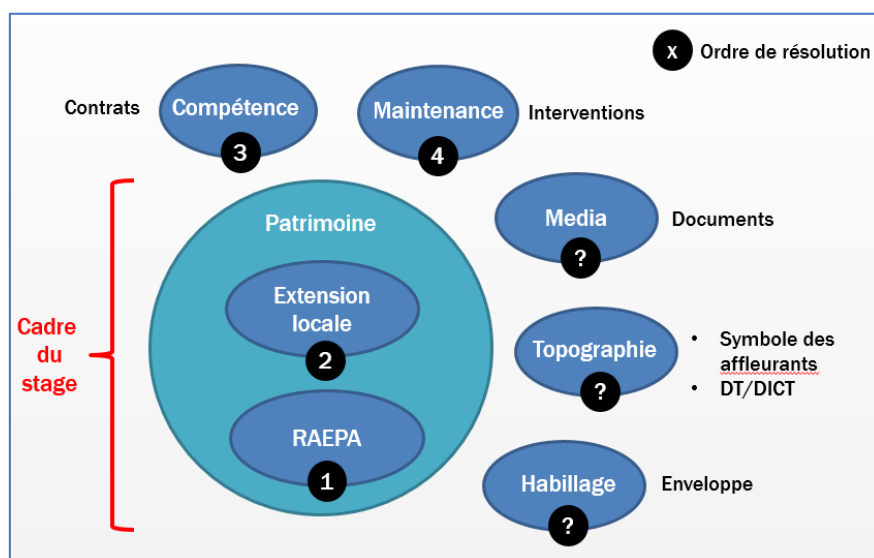 x Ordre de résolution
Contrats
Compétence
3
Maintenance
4
Interventions
Patrimoine
Media
?
Documents
Extension
locale
2
Cadre
du
stage
Topographie
?
• Symbole des
affleurants
• DT/DICT
RAEPA
1
Habillage
?
Enveloppe